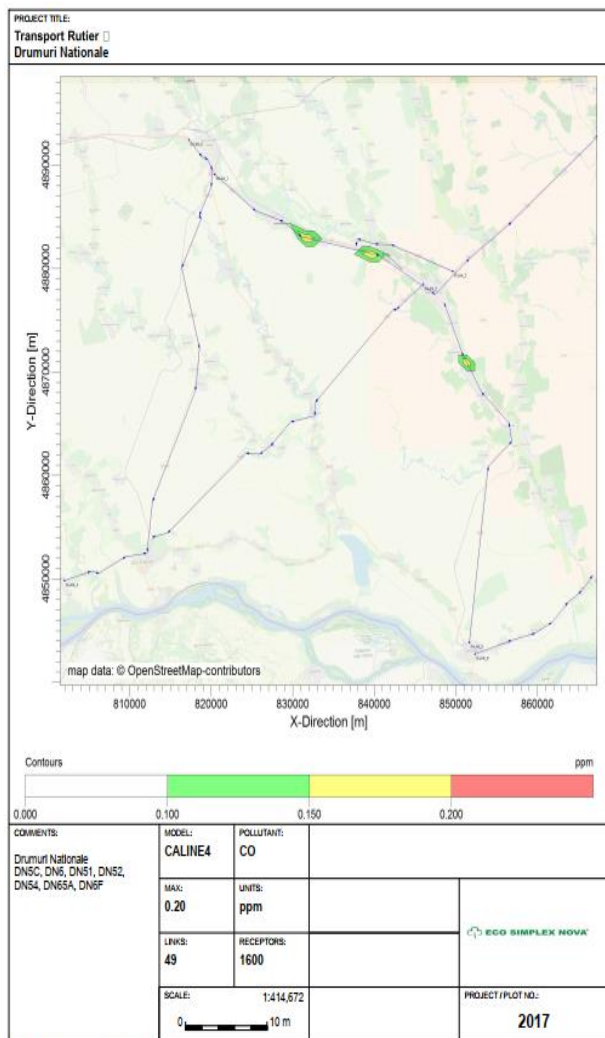 PROJECT TITLE:
Transport Rutier
Drumuri Nationale
Y-Direction [m]
4890000
4880000
4870000
4860000
4850000
map data: © OpenStreetMap-contributors
810000 820000 830000 840000 850000 860000
X-Direction [m]
Contours ppm
0.000 0.100 0.150 0.200
COMMENTS:
Drumuri Nationale
DN5C, DN6, DN51, DN52,
DN54, DN65A, DN6F
MODEL:
CALINE4
POLLUTANT:
CO
MAX:
0.20
UNITS:
ppm
LINKS:
49
RECEPTORS:
1600
ECO SIMPLEX NOVA
SCALE: 1:414,672
0 10 m
PROJECT / PLOT NO.:
2017